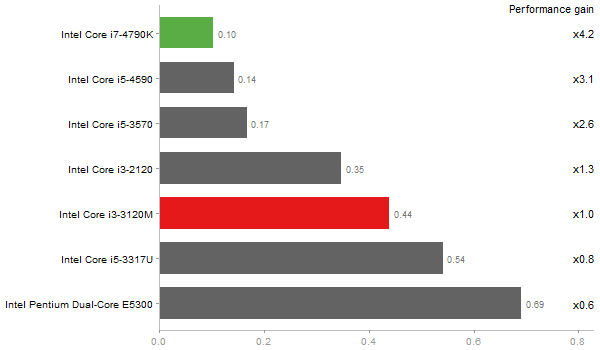 Performance gain
Intel Core i7-4790K 0.10 x4.2
Intel Core i5-4590 0.14 x3.1
Intel Core i5-3570 0.17 x2.6
Intel Core i3-2120 0.35 x1.3
Intel Core i3-3120M 0.44 x1.0
Intel Core i5-3317U 0.54 x0.8
Intel Pentium Dual-Core E5300 0.69 x0.6
0.0 0.2 0.4 0.6 0.8